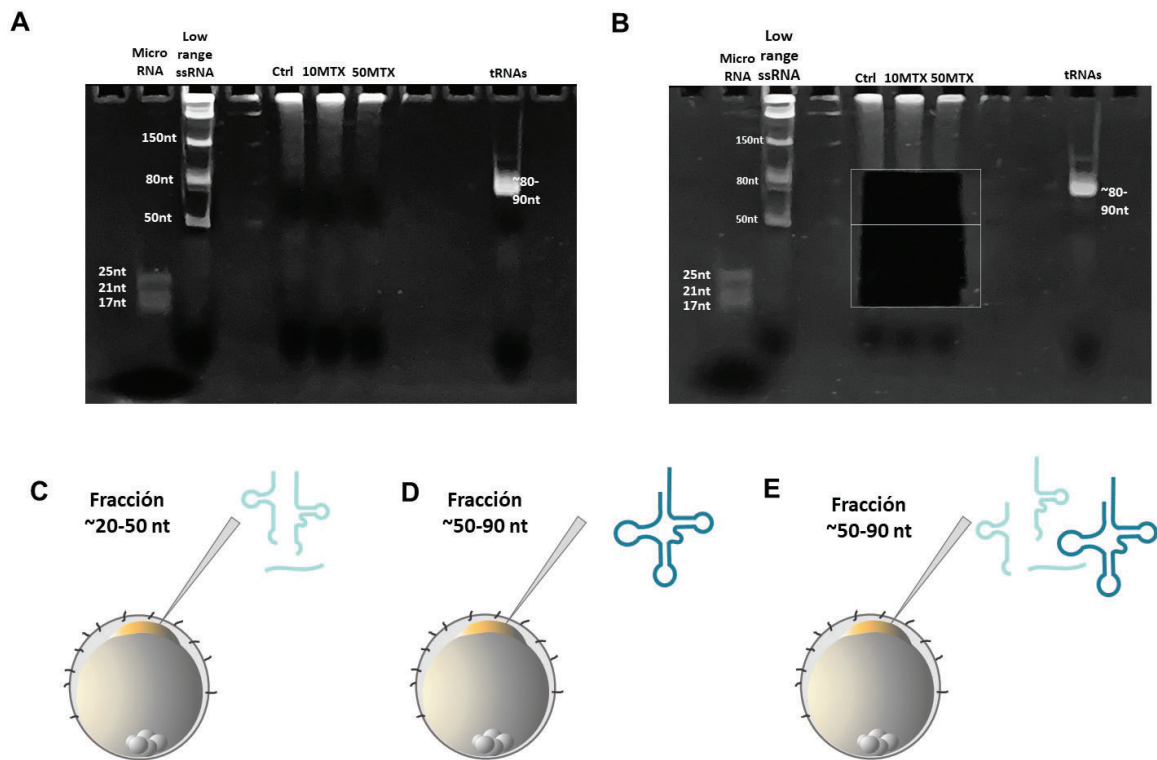 A
Micro
RNA
Low
range
ssRNA
Ctrl 10MTX 50MTX
tRNAs
150nt
80nt
50nt
25nt
21nt
17nt
~80-
90nt
B
Micro
RNA
Low
range
ssRNA
Ctrl 10MTX 50MTX
tRNAs
150nt
80nt
50nt
25nt
21nt
17nt
~80-
90nt
C
Fracción
~20-50 nt
D
Fracción
~50-90 nt
E
Fracción
~50-90 nt